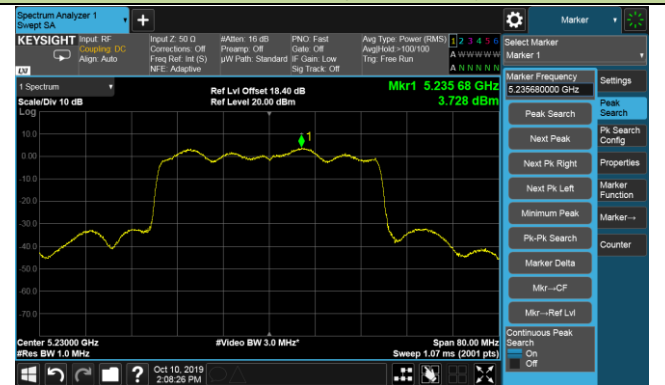 Spectrum Analyzer 1
Swept SA
+
Marker
KEYSIGHT
Input: RF
Coupling: DC
Align: Auto
Input Z: 50 Ω
Corrections: Off
Freq Ref: Int (S)
NFE: Adaptive
#Atten: 16 dB
Preamp: Off
µW Path: Standard
PNO: Fast
Gate: Off
IF Gain: Low
Sig Track: Off
Avg Type: Power (RMS)
Avg|Hold:>100/100
Trig: Free Run
1 2 3 4 5 6
A W W W W W
A N N N N N
LXI
Select Marker
Marker 1
1 Spectrum
Scale/Div 10 dB
Log
Ref Lvl Offset 18.40 dB
Ref Level 20.00 dBm
Mkr1 5.235 68 GHz
3.728 dBm
10.0
0.00
-10.0
-20.0
-30.0
-40.0
-50.0
-60.0
-70.0
1
Center 5.23000 GHz
#Res BW 1.0 MHz
#Video BW 3.0 MHz*
Span 80.00 MHz
Sweep 1.07 ms (2001 pts)
Marker Frequency
5.235680000 GHz
Peak Search
Next Peak
Next Pk Right
Next Pk Left
Minimum Peak
Pk-Pk Search
Marker Delta
Mkr→CF
Mkr→Ref Lvl
Continuous Peak
Search
On
Off
Settings
Peak
Search
Pk Search
Config
Properties
Marker
Function
Marker→
Counter
?
Oct 10, 2019
2:08:26 PM